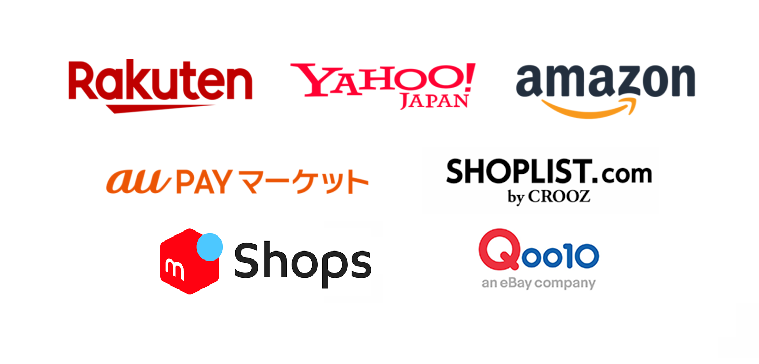 Rakuten
YAHOO!
JAPAN
amazon
au PAY マーケット
SHOPLIST.com
by CROOZ
m Shops
Qoo10
an eBay company